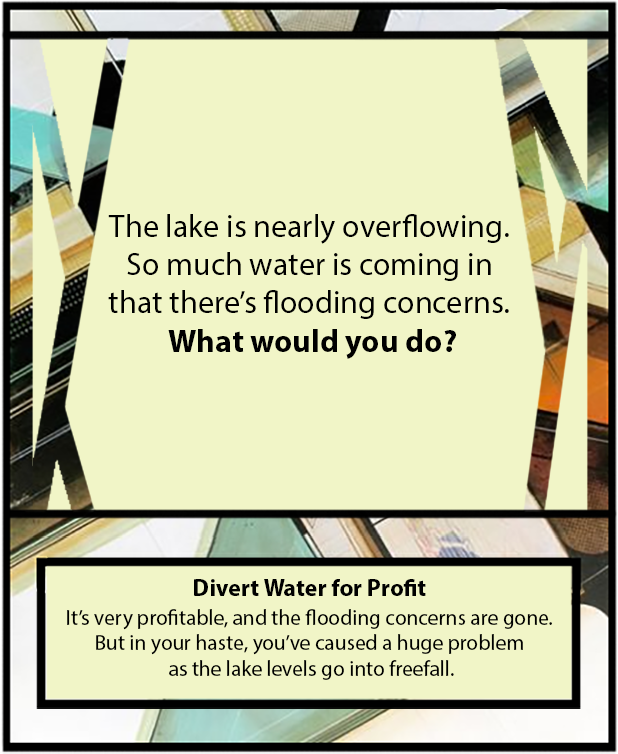 The lake is nearly overflowing.
So much water is coming in
that there’s flooding concerns.
What would you do?
Divert Water for Profit
It’s very profitable, and the flooding concerns are gone.
But in your haste, you’ve caused a huge problem
as the lake levels go into freefall.